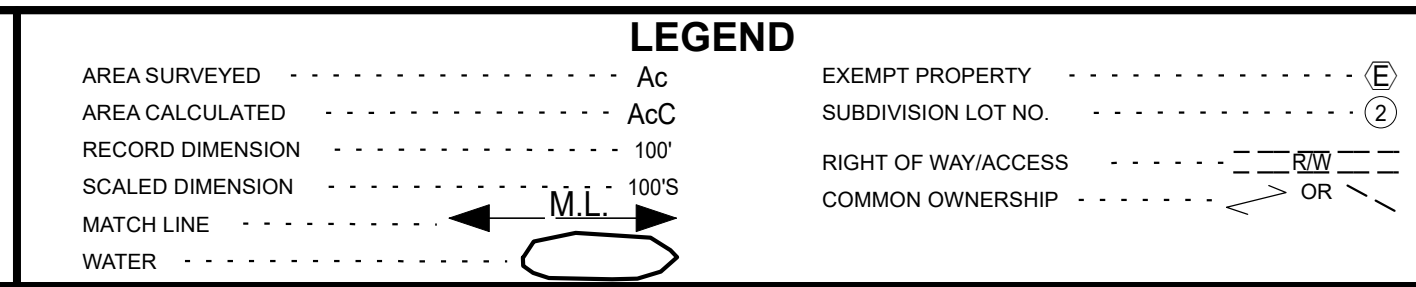 LEGEND
AREA SURVEYED - - - - - - - - - - - - - - - - - Ac
AREA CALCULATED - - - - - - - - - - - - - - AcC
RECORD DIMENSION - - - - - - - - - - - - - - 100'
SCALED DIMENSION - - - - - - - - - - - - - - 100'S
MATCH LINE - - - - - - - - - - M.L.
WATER - - - - - - - - - - - - - - - -
EXEMPT PROPERTY - - - - - - - - - - - - - - E
SUBDIVISION LOT NO. - - - - - - - - - - - - - 2
RIGHT OF WAY/ACCESS - - - - - - R/W
COMMON OWNERSHIP - - - - - - - OR